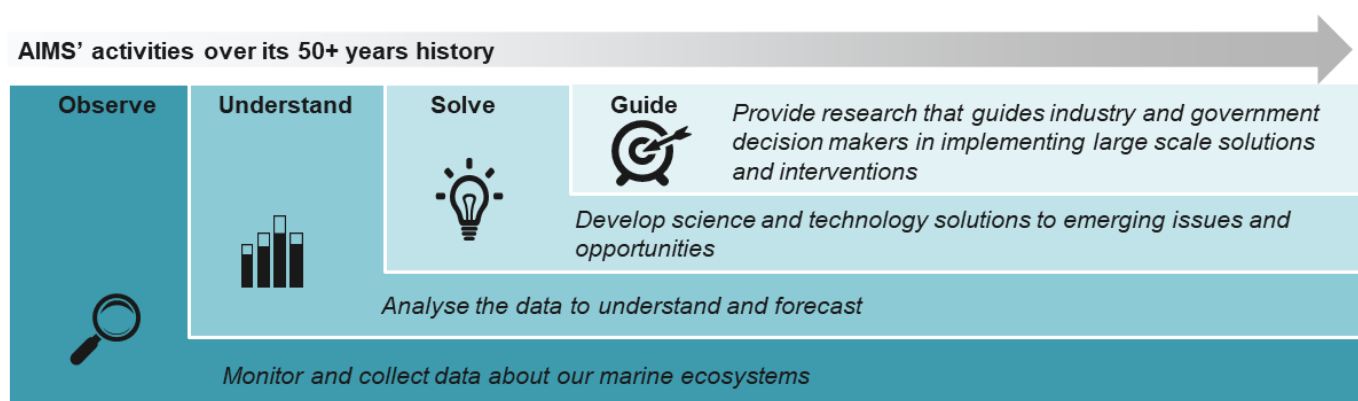 AIMS' activities over its 50+ years history
Observe
Understand
Solve
Guide
Provide research that guides industry and government
decision makers in implementing large scale solutions
and interventions
Develop science and technology solutions to emerging issues and
opportunities
Analyse the data to understand and forecast
Monitor and collect data about our marine ecosystems